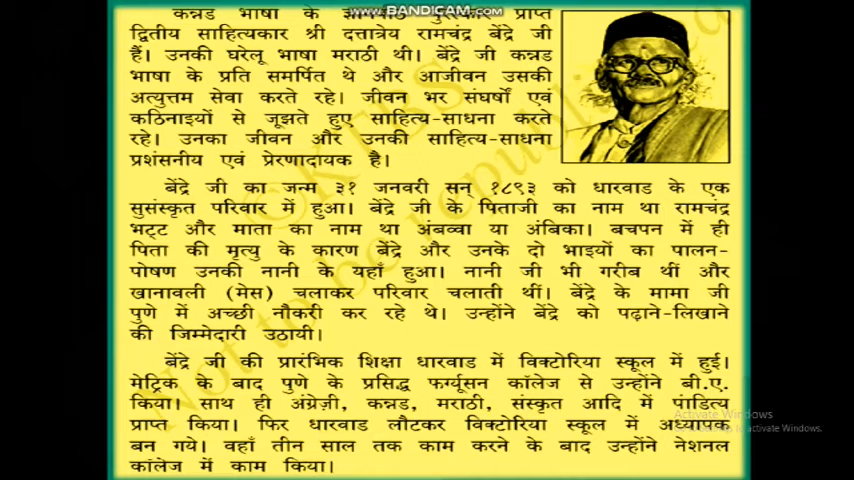 www.BANDICAM.com
कन्नड भाषा के ज्ञानपीठ पुरस्कार प्राप्त
द्वितीय साहित्यकार श्री दत्तात्रेय रामचंद्र बेंद्रे जी
हैं। उनकी घरेलू भाषा मराठी थी। बेंद्रे जी कन्नड
भाषा के प्रति समर्पित थे और आजीवन उसकी
अत्युत्तम सेवा करते रहे। जीवन भर संघर्षों एवं
कठिनाइयों से जूझते हुए साहित्य-साधना करते
रहे। उनका जीवन और उनकी साहित्य-साधना
प्रशंसनीय एवं प्रेरणादायक है।
बेंद्रे जी का जन्म ३१ जनवरी सन् १८९३ को धारवाड के एक
सुसंस्कृत परिवार में हुआ। बेंद्रे जी के पिताजी का नाम था रामचंद्र
भट्ट और माता का नाम था अंबव्वा या अंबिका। बचपन में ही
पिता की मृत्यु के कारण बेंद्रे और उनके दो भाइयों का पालन-
पोषण उनकी नानी के यहाँ हुआ। नानी जी भी गरीब थीं और
खानावली (मेस) चलाकर परिवार चलाती थीं। बेंद्रे के मामा जी
पुणे में अच्छी नौकरी कर रहे थे। उन्होंने बेंद्रे को पढ़ाने-लिखाने
की जिम्मेदारी उठायी।
बेंद्रे जी की प्रारंभिक शिक्षा धारवाड में विक्टोरिया स्कूल में हुई।
मेट्रिक के बाद पुणे के प्रसिद्ध फर्ग्यूसन कॉलेज से उन्होंने बी.ए.
किया। साथ ही अंग्रेज़ी, कन्नड, मराठी, संस्कृत आदि में पांडित्य
प्राप्त किया। फिर धारवाड लौटकर विक्टोरिया स्कूल में अध्यापक
बन गये। वहाँ तीन साल तक काम करने के बाद उन्होंने नेशनल
कॉलेज में काम किया।
©KTBS
Not to be republished
Activate Windows
to activate Windows.